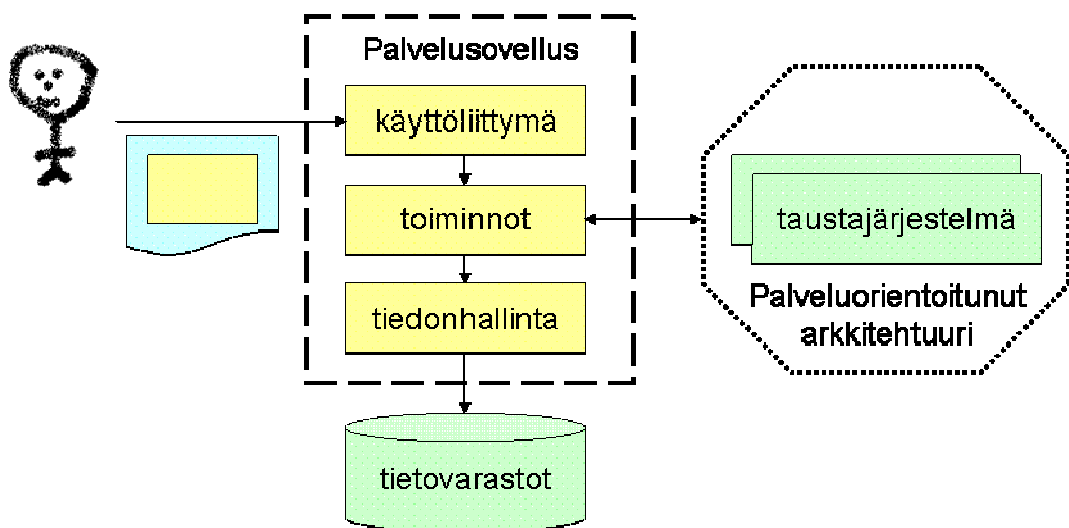 Palvelusovellus
käyttöliittymä
toiminnot
tiedonhallinta
tietovarastot
taustajärjestelmä
Palveluorientoitunut
arkkitehtuuri